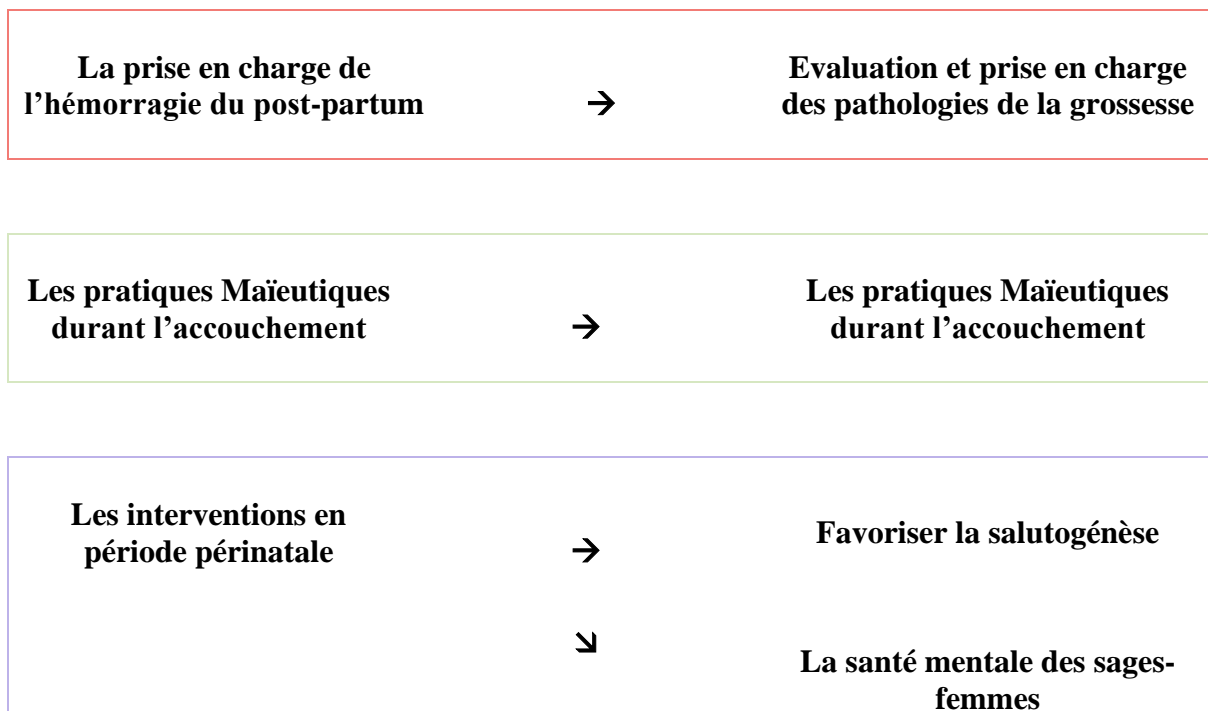 La prise en charge de
l’hémorragie du post-partum
→
Evaluation et prise en charge
des pathologies de la grossesse
Les pratiques Maïeutiques
durant l’accouchement
→
Les pratiques Maïeutiques
durant l’accouchement
Les interventions en
période périnatale
→
Favoriser la salutogénèse
↘
La santé mentale des sages-
femmes